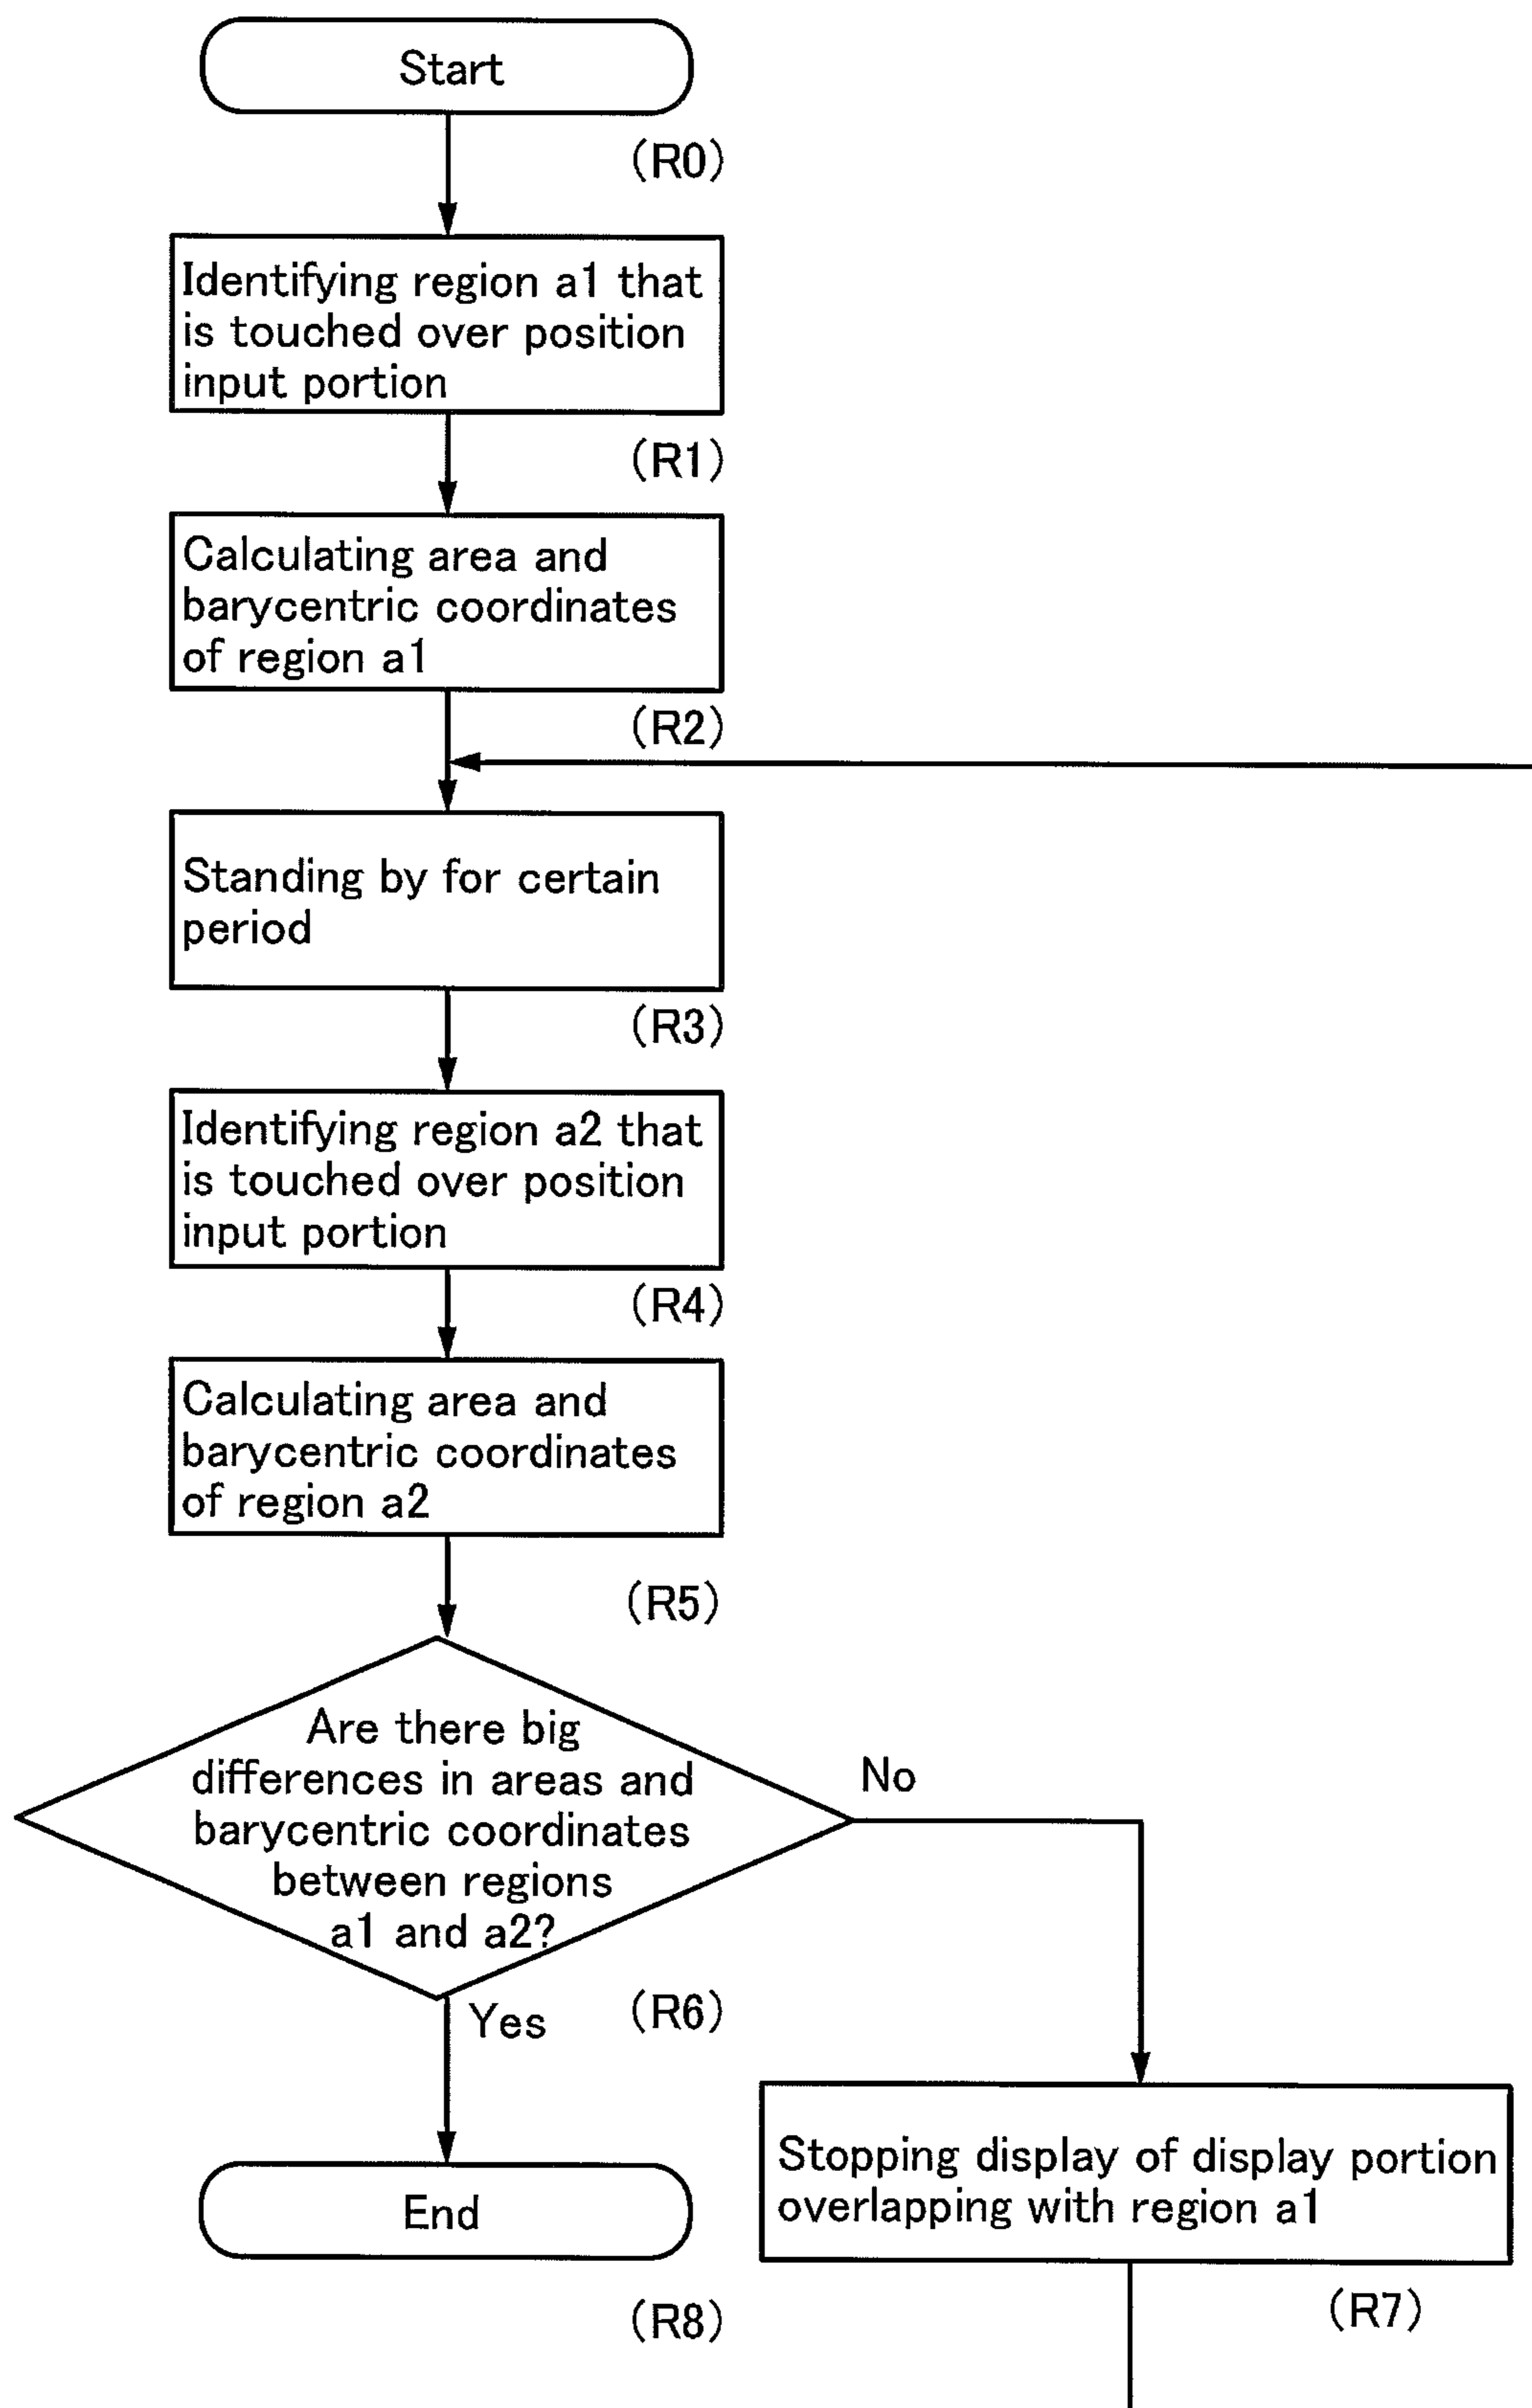 Start
(R0)
Identifying region a1 that
is touched over position
input portion
(R1)
Calculating area and
barycentric coordinates
of region a1
(R2)
Standing by for certain
period
(R3)
Identifying region a2 that
is touched over position
input portion
(R4)
Calculating area and
barycentric coordinates
of region a2
(R5)
Are there big
differences in areas and
barycentric coordinates
between regions
a1 and a2?
No
Yes
(R6)
Stopping display of display portion
overlapping with region a1
(R7)
End
(R8)